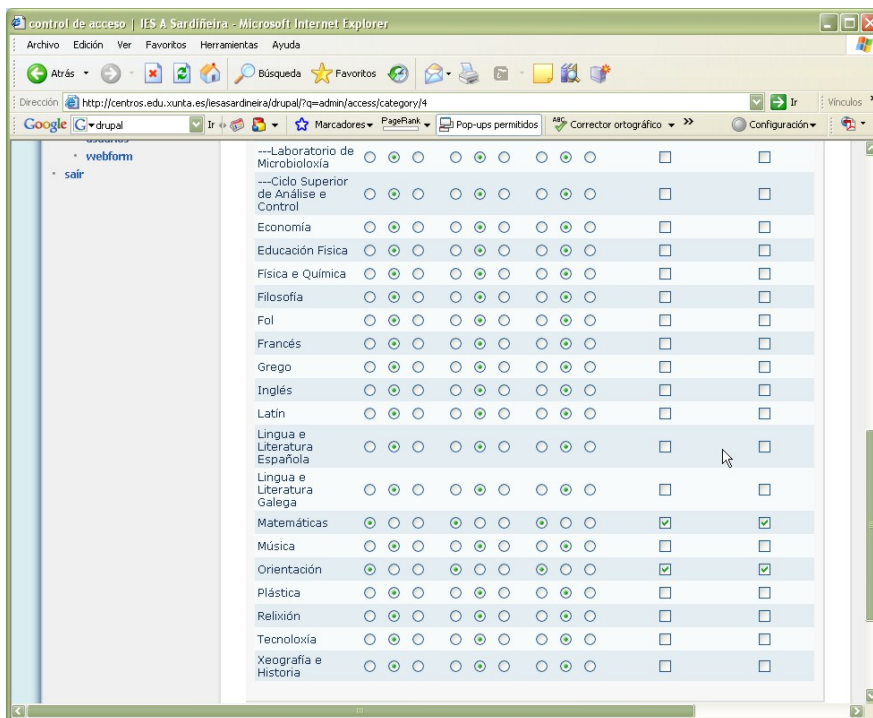 control de acceso | IES A Sardiñeira - Microsoft Internet Explorer
Archivo Edición Ver Favoritos Herramientas Ayuda
Atrás Búsqueda Favoritos
Dirección http://centros.edu.xunta.es/iesasardineira/drupal/?q=admin/access/category/4 Ir Vínculos
Google drupal Ir Marcadores PageRank Pop-ups permitidos Corrector ortográfico Configuración
usuarios
webform
saír
---Laboratorio de
Microbioloxía
---Ciclo Superior
de Análise e
Control
Economía
Educación Fisica
Física e Química
Filosofía
Fol
Francés
Grego
Inglés
Latín
Lingua e
Literatura
Española
Lingua e
Literatura
Galega
Matemáticas
Música
Orientación
Plástica
Relixión
Tecnoloxía
Xeografía e
Historia